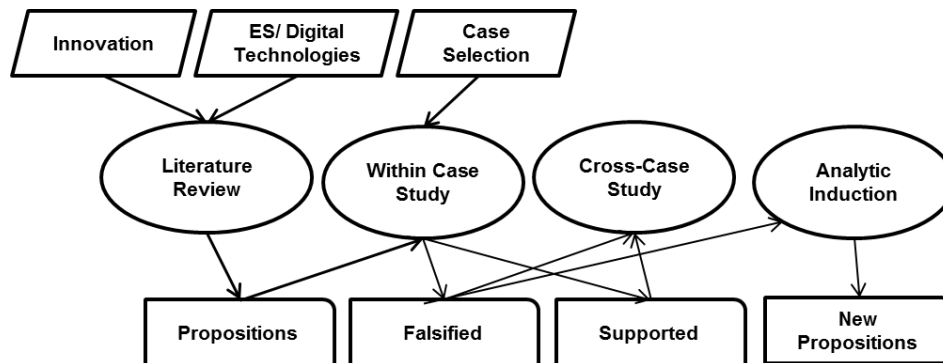 Innovation
ES/ Digital
Technologies
Case
Selection
Literature
Review
Within Case
Study
Cross-Case
Study
Analytic
Induction
Propositions
Falsified
Supported
New
Propositions